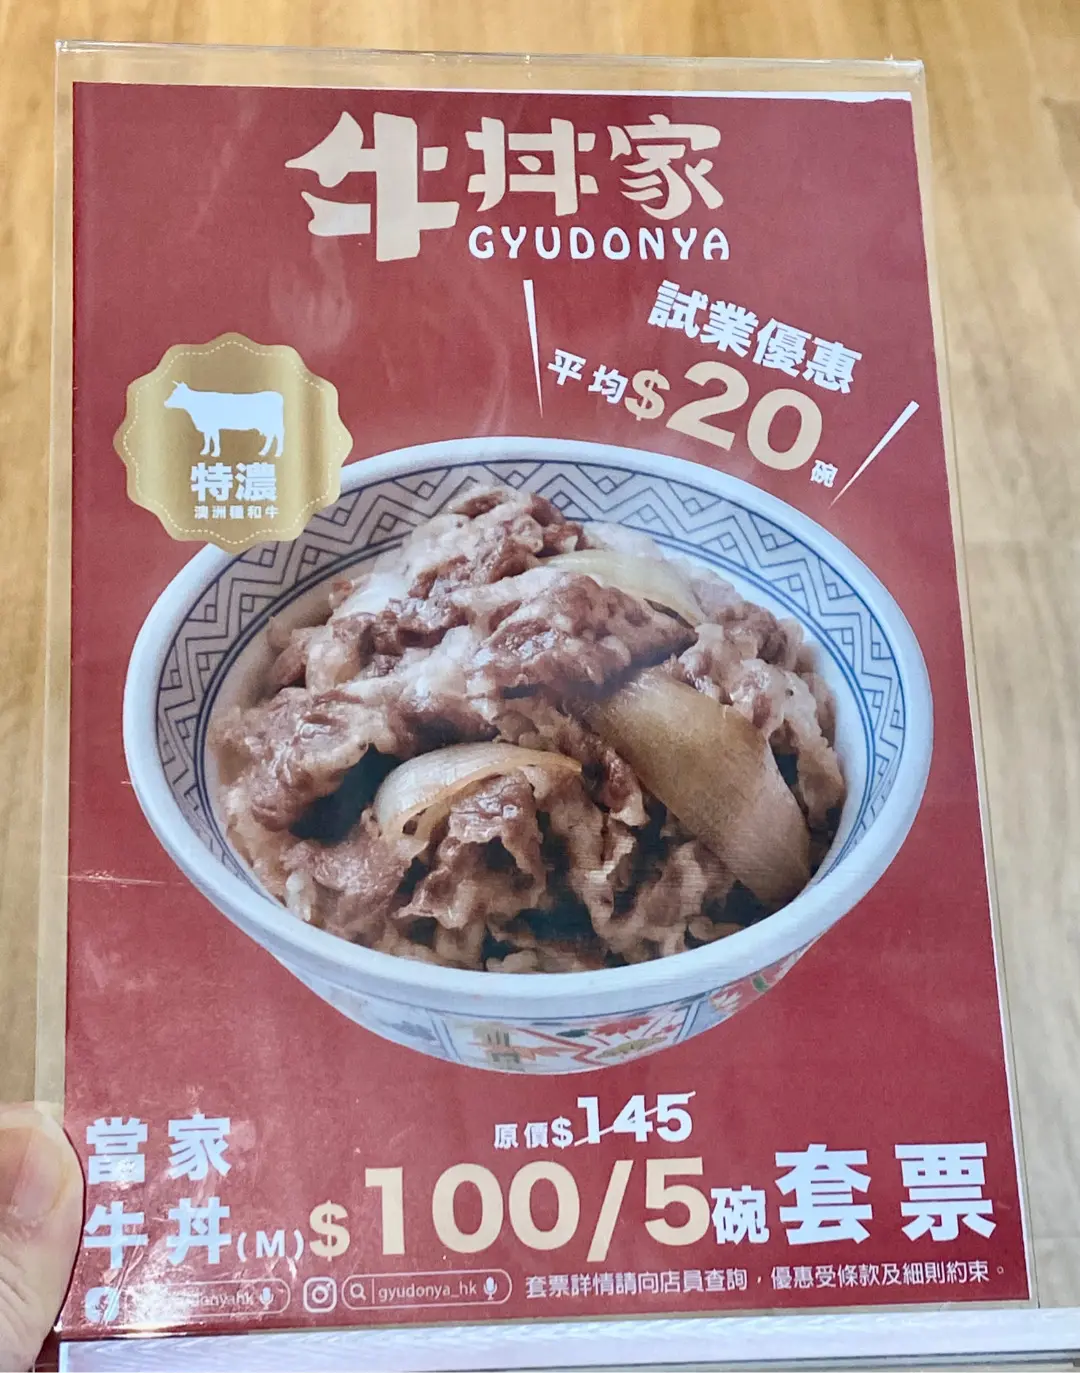 牛丼家
GYUDONYA
試業優惠
平均$20碗
特濃
澳洲種和牛
原價$145
當家
牛丼(M)
$100/5碗套票
gyudonya_hk
套票詳情請向店員查詢，優惠受條款及細則約束。